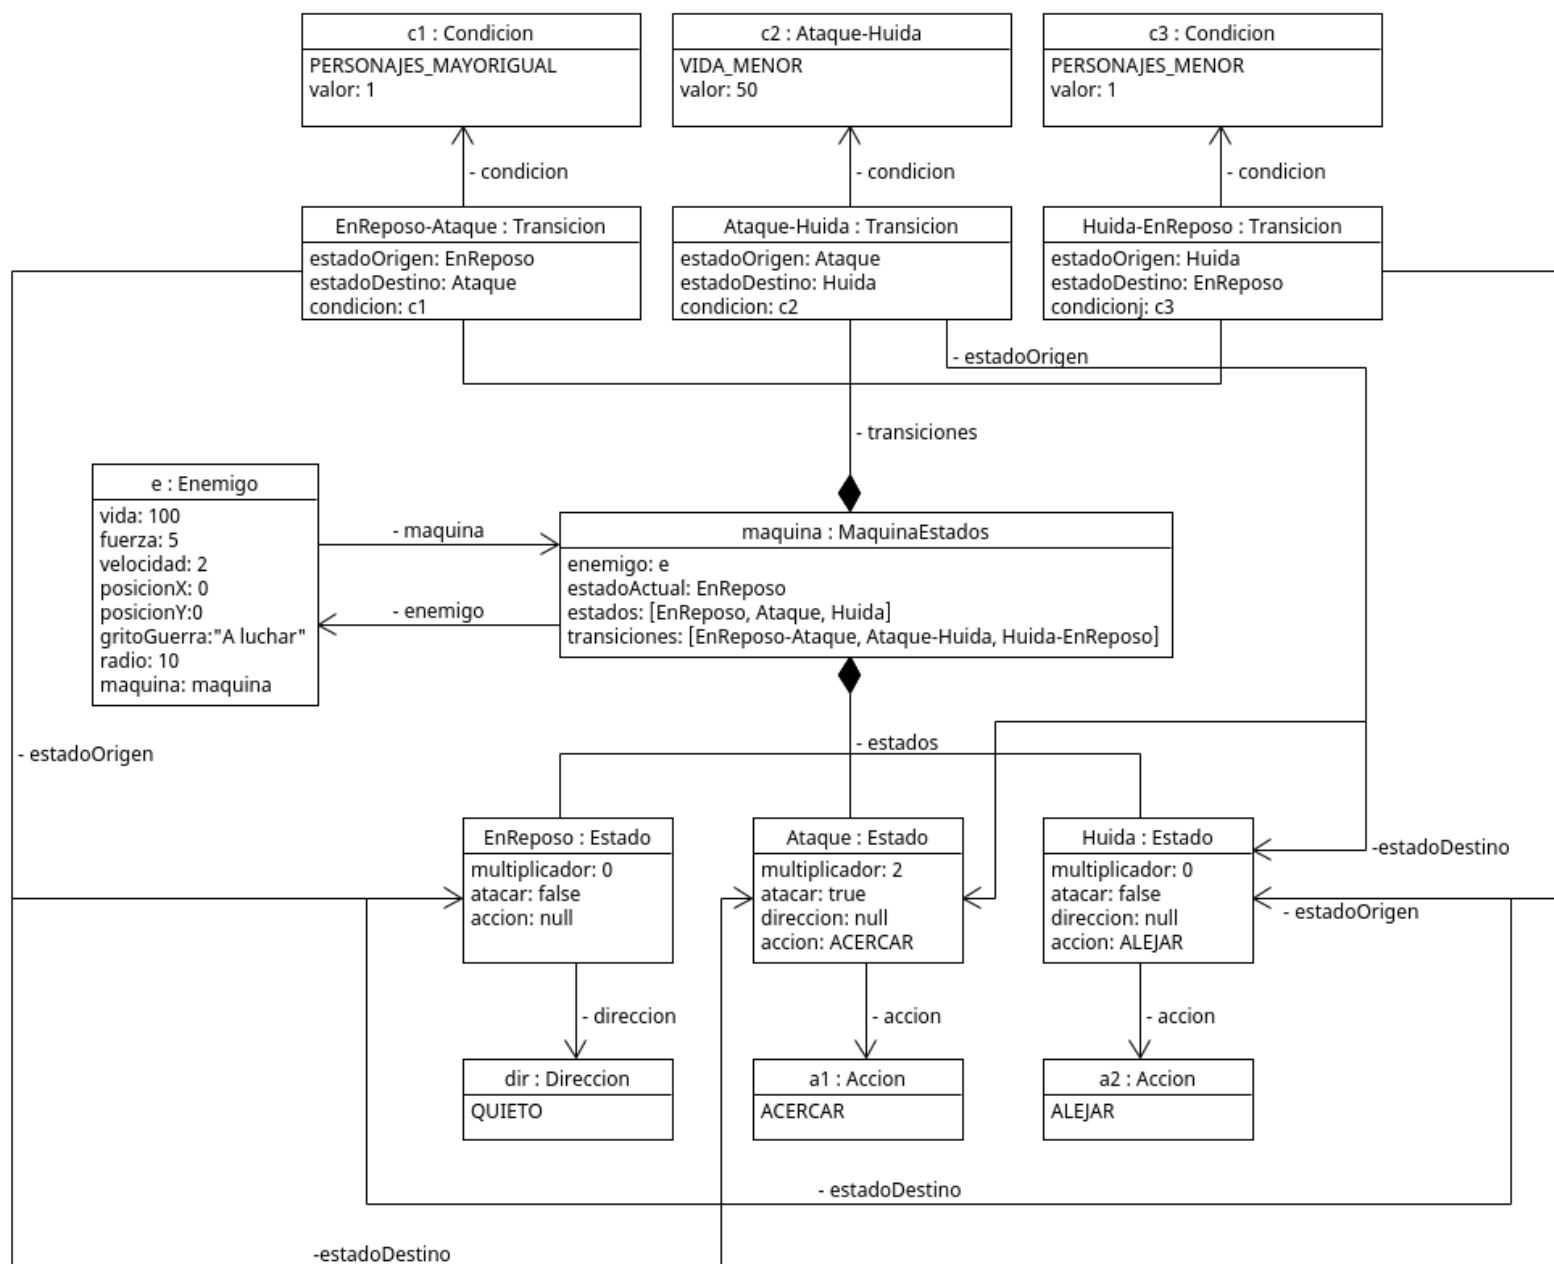 c1 : Condicion
PERSONAJES_MAYORIGUAL
valor: 1
c2 : Ataque-Huida
VIDA_MENOR
valor: 50
c3 : Condicion
PERSONAJES_MENOR
valor: 1
- condicion
- condicion
- condicion
EnReposo-Ataque : Transicion
estadoOrigen: EnReposo
estadoDestino: Ataque
condicion: c1
Ataque-Huida : Transicion
estadoOrigen: Ataque
estadoDestino: Huida
condicion: c2
Huida-EnReposo : Transicion
estadoOrigen: Huida
estadoDestino: EnReposo
condicionj: c3
- estadoOrigen
- transiciones
e : Enemigo
vida: 100
fuerza: 5
velocidad: 2
posicionX: 0
posicionY:0
gritoGuerra:"A luchar"
radio: 10
maquina: maquina
- maquina
- enemigo
maquina : MaquinaEstados
enemigo: e
estadoActual: EnReposo
estados: [EnReposo, Ataque, Huida]
transiciones: [EnReposo-Ataque, Ataque-Huida, Huida-EnReposo]
- estadoOrigen
- estados
EnReposo : Estado
multiplicador: 0
atacar: false
accion: null
Ataque : Estado
multiplicador: 2
atacar: true
direccion: null
accion: ACERCAR
Huida : Estado
multiplicador: 0
atacar: false
direccion: null
accion: ALEJAR
-estadoDestino
- estadoOrigen
- direccion
- accion
- accion
dir : Direccion
QUIETO
a1 : Accion
ACERCAR
a2 : Accion
ALEJAR
- estadoDestino
-estadoDestino